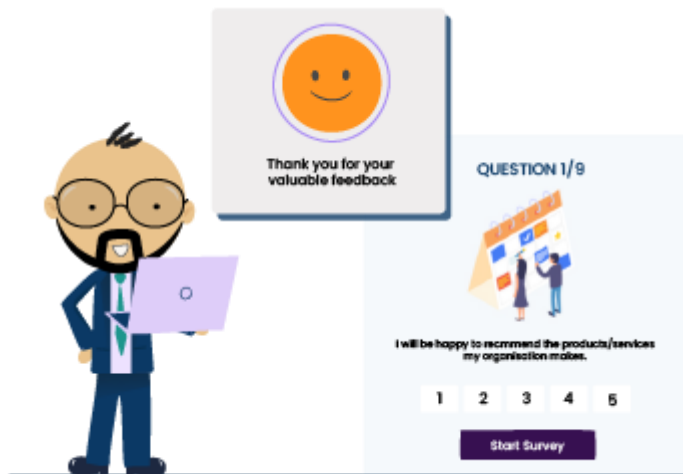 Thank you for your
valuable feedback
QUESTION 1/9
I will be happy to recmmend the products/services
my organisation makes.
1 2 3 4 5
Start Survey